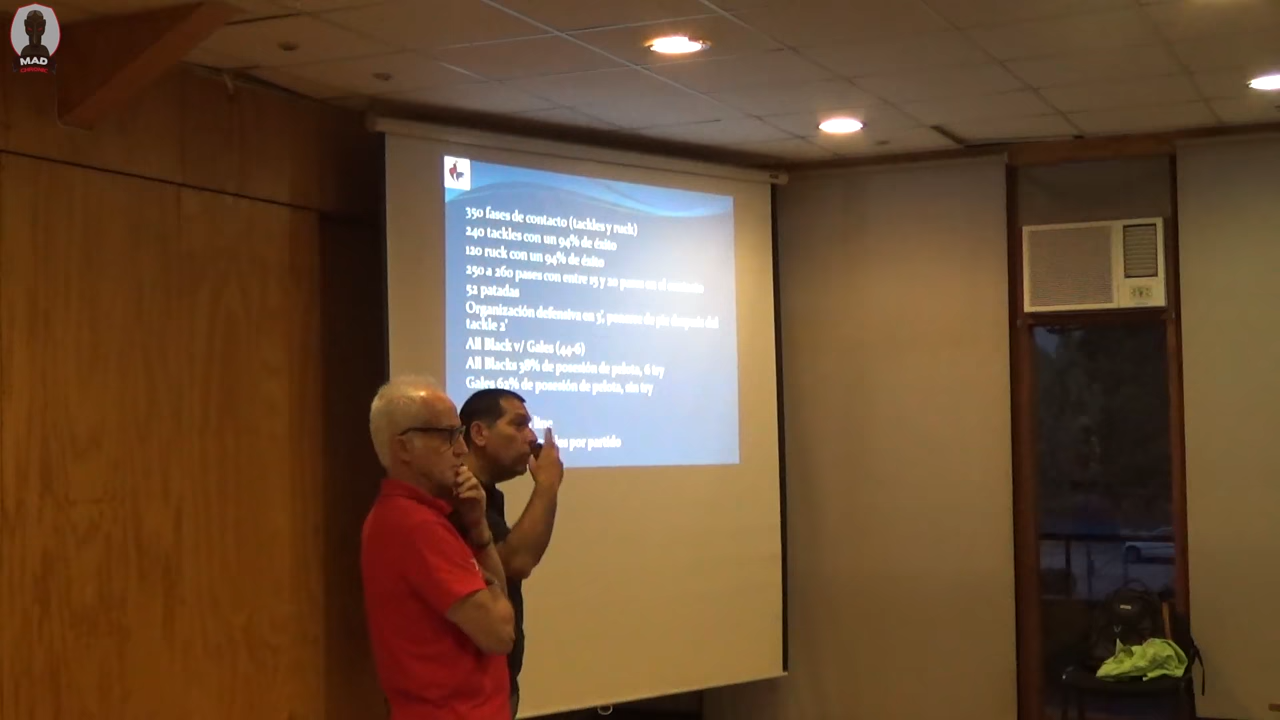 MAD
350 fases de contacto (tackles y ruck)
240 tackles con un 94% de éxito
120 ruck con un 94% de éxito
250 a 260 pases con entre 15 y 20 pases en el contacto
52 patadas
Organización defensiva en 3', ponerse de pie después del
tackle 2'
All Black v/ Gales (44-6)
All Blacks 38% de posesión de pelota, 6 try
Gales 62% de posesión de pelota, sin try
line
por partido